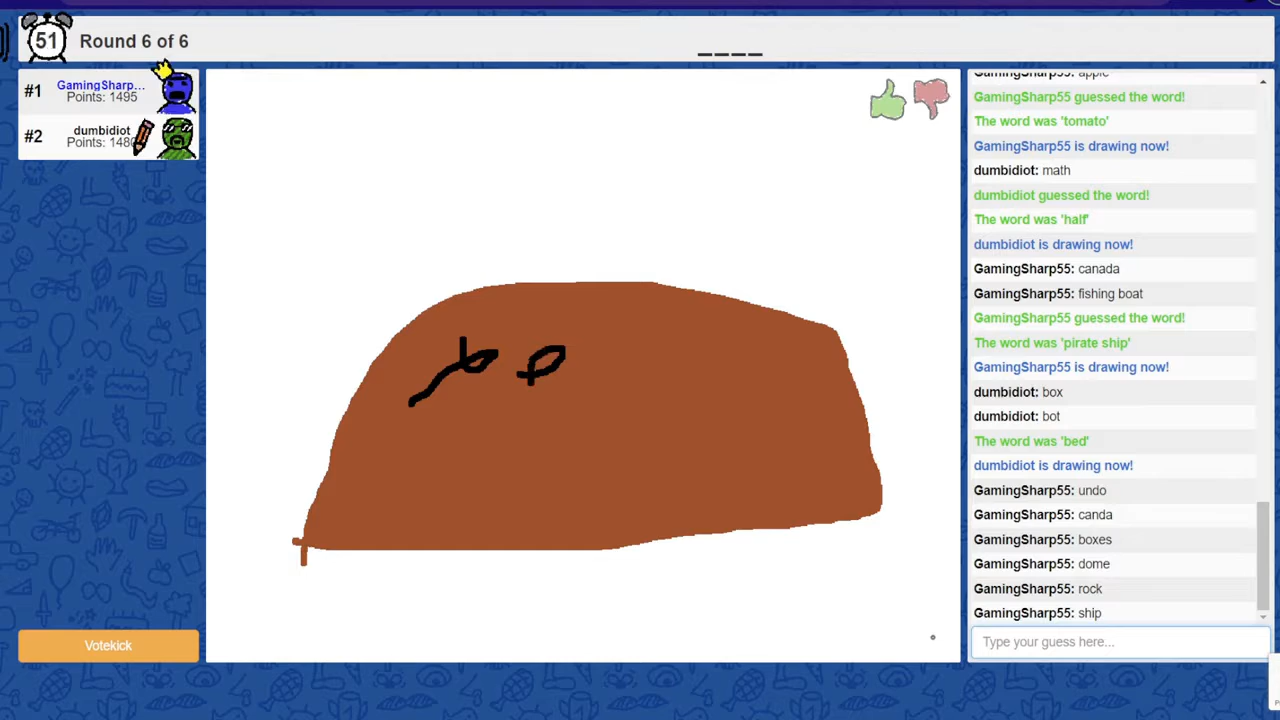 51 Round 6 of 6
____
#1 GamingSharp... Points: 1495
#2 dumbidiot Points: 1480
Votekick
GamingSharp55: apple
GamingSharp55 guessed the word!
The word was 'tomato'
GamingSharp55 is drawing now!
dumbidiot: math
dumbidiot guessed the word!
The word was 'half'
dumbidiot is drawing now!
GamingSharp55: canada
GamingSharp55: fishing boat
GamingSharp55 guessed the word!
The word was 'pirate ship'
GamingSharp55 is drawing now!
dumbidiot: box
dumbidiot: bot
The word was 'bed'
dumbidiot is drawing now!
GamingSharp55: undo
GamingSharp55: canda
GamingSharp55: boxes
GamingSharp55: dome
GamingSharp55: rock
GamingSharp55: ship
Type your guess here...